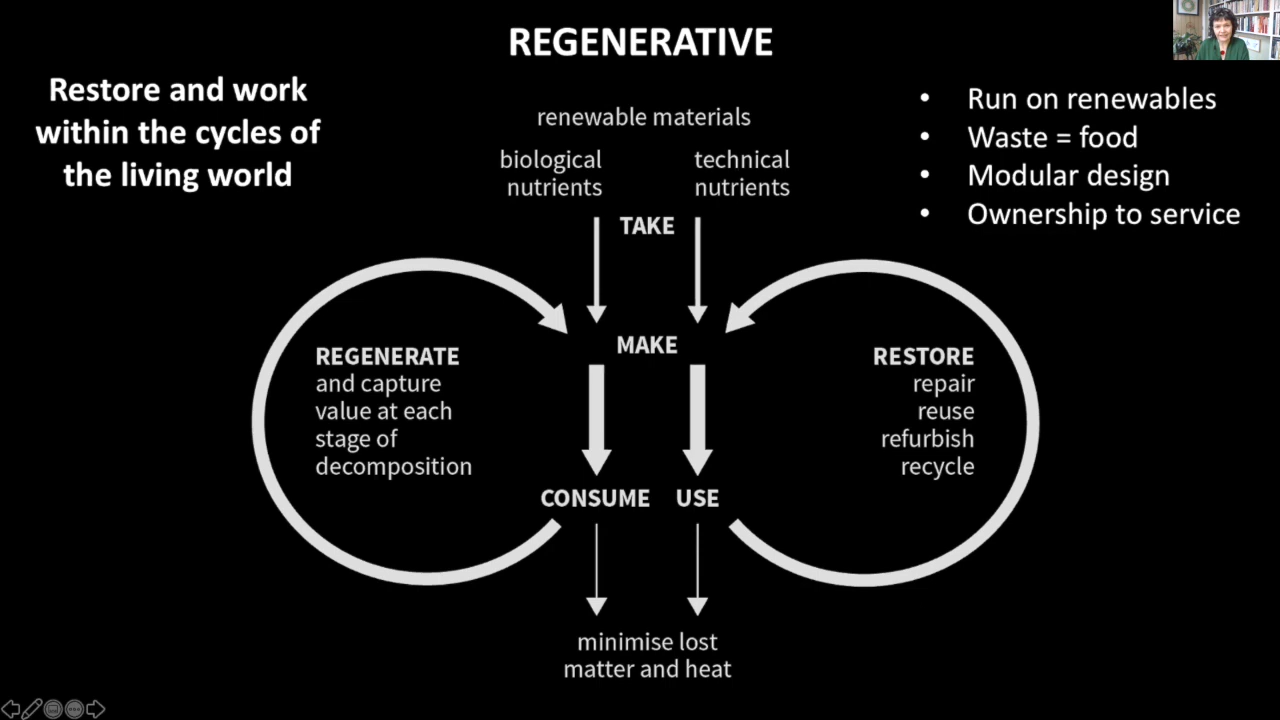 REGENERATIVE
Restore and work
within the cycles of
the living world
renewable materials
biological
nutrients
technical
nutrients
TAKE
MAKE
REGENERATE
and capture
value at each
stage of
decomposition
RESTORE
repair
reuse
refurbish
recycle
CONSUME USE
minimise lost
matter and heat
• Run on renewables
• Waste = food
• Modular design
• Ownership to service